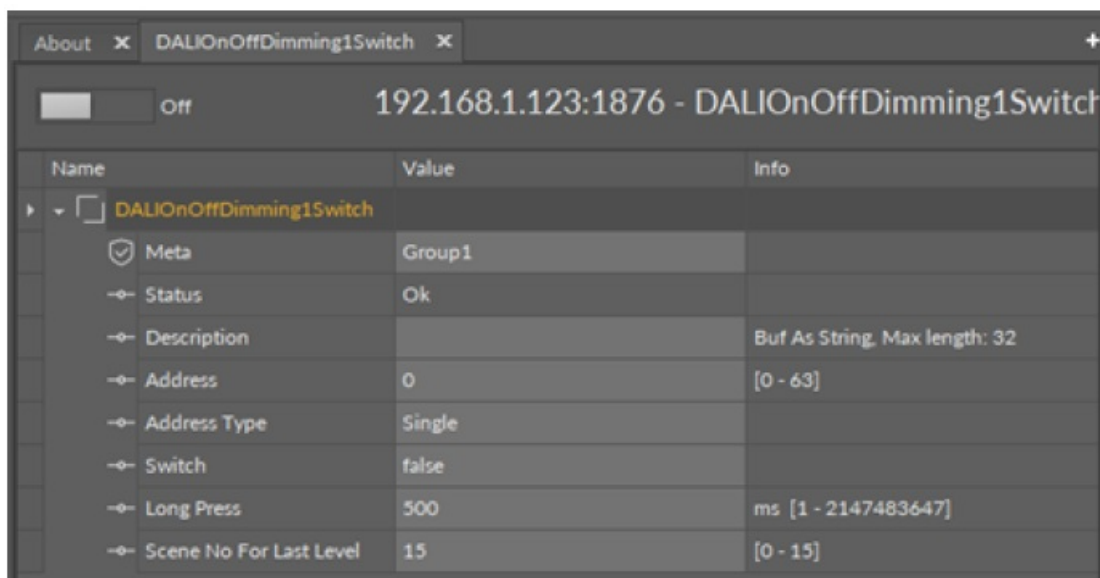 About x DALIOnOffDimming1Switch x +
Off 192.168.1.123:1876 - DALIOnOffDimming1Switch
Name Value Info
DALIOnOffDimming1Switch
Meta Group1
Status Ok
Description Buf As String, Max length: 32
Address 0 [0 - 63]
Address Type Single
Switch false
Long Press 500 ms [1 - 2147483647]
Scene No For Last Level 15 [0 - 15]